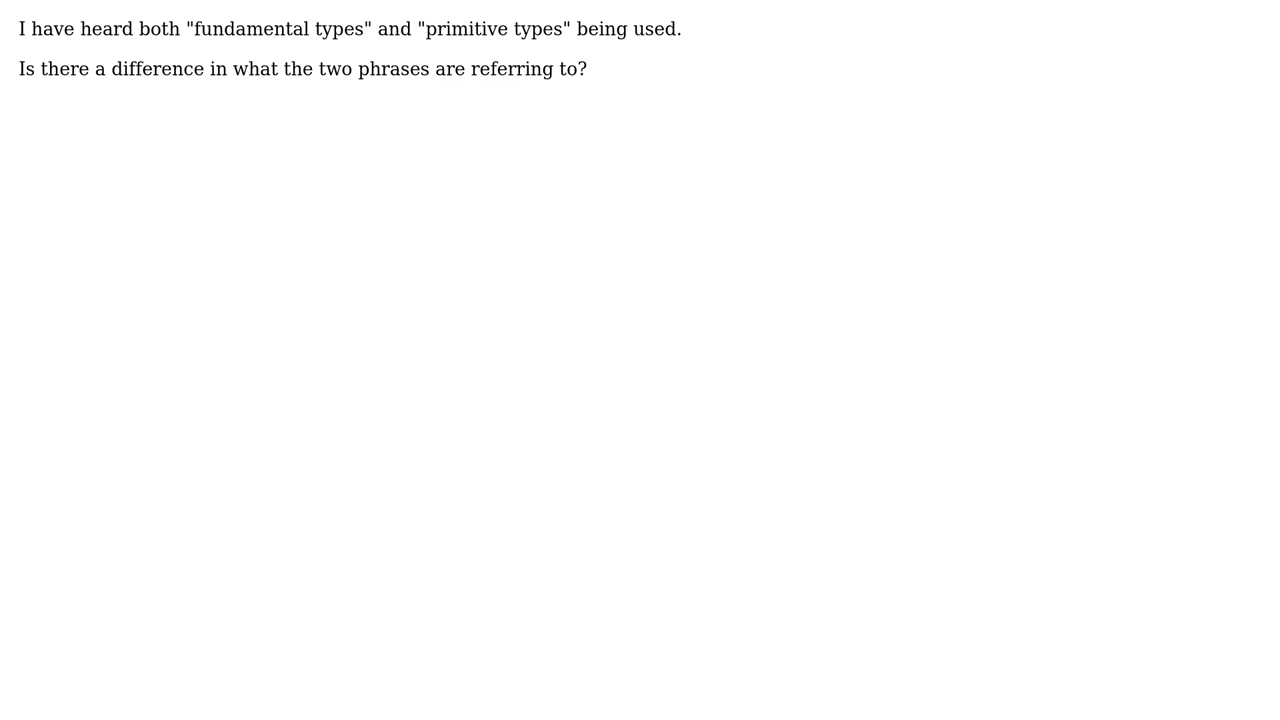 I have heard both "fundamental types" and "primitive types" being used.
Is there a difference in what the two phrases are referring to?